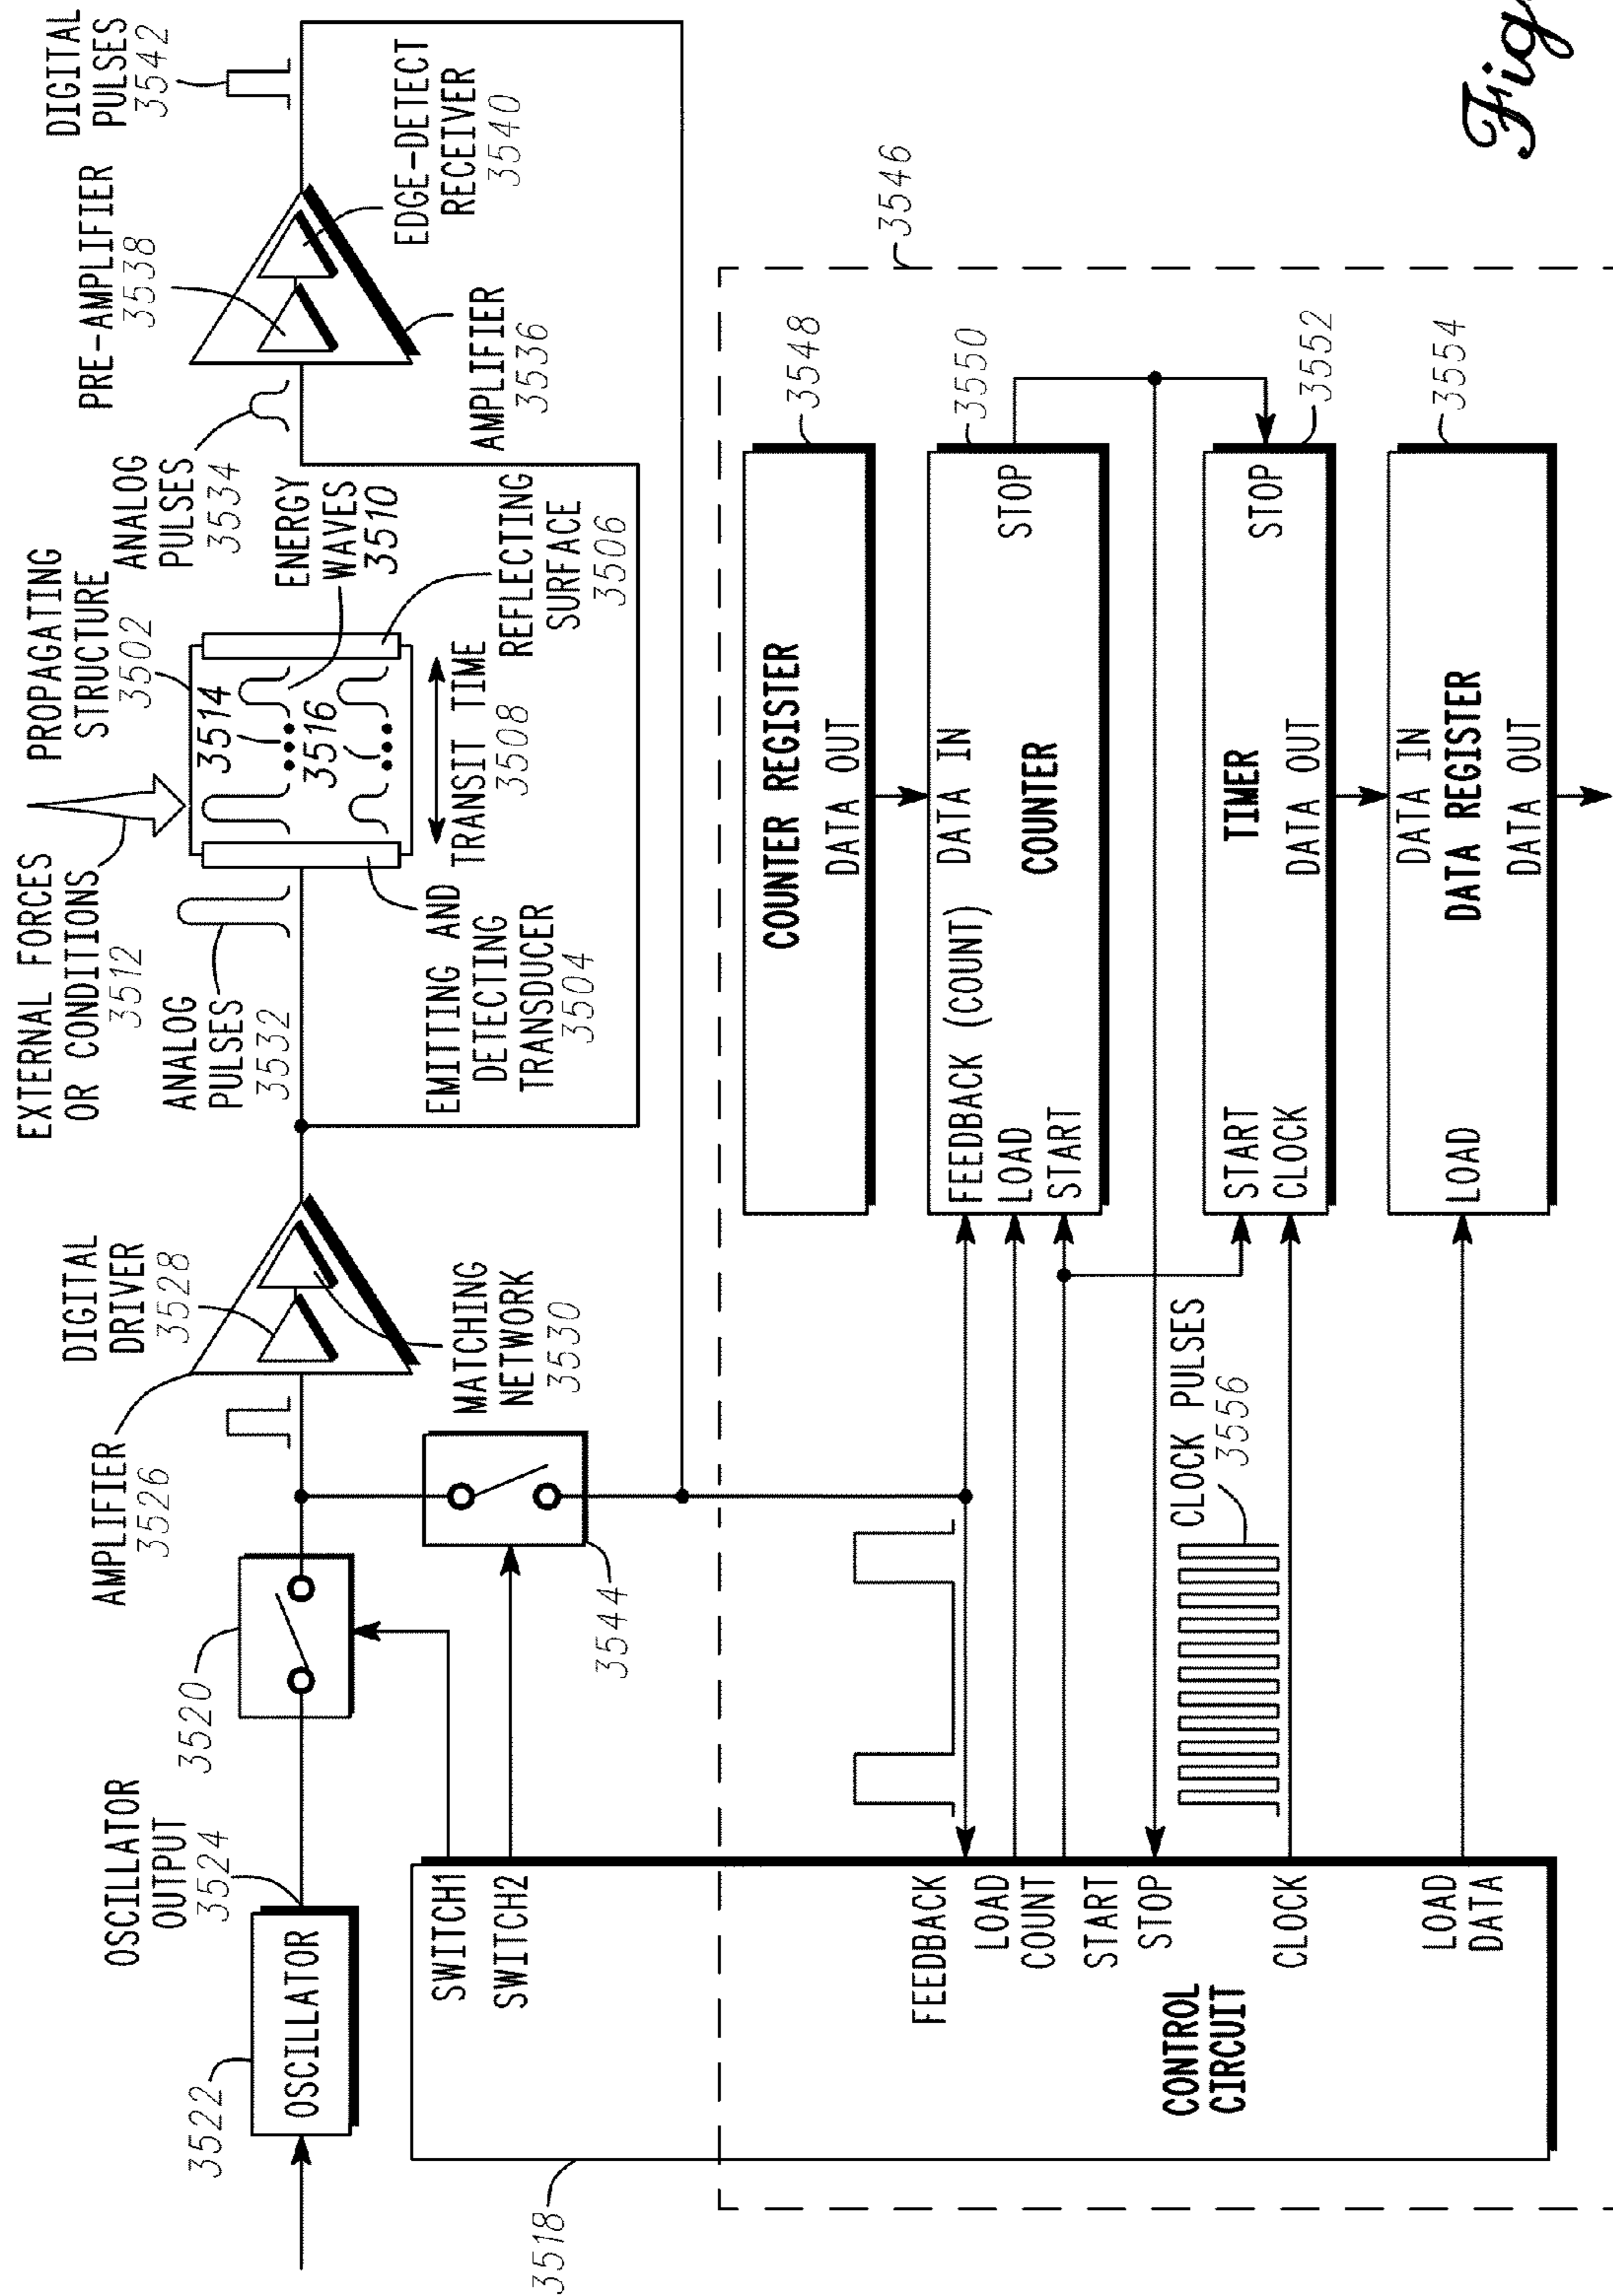 EXTERNAL FORCES
OR CONDITIONS
3512
PROPAGATING
STRUCTURE
3502
DIGITAL
PULSES
3542
PRE-AMPLIFIER
3538
ANALOG
PULSES
3534
3514
3516
ENERGY
WAVES
3510
EDGE-DETECT
RECEIVER
3540
OSCILLATOR
OUTPUT
3524
3522
OSCILLATOR
3520
AMPLIFIER
3526
DIGITAL
DRIVER
3528
ANALOG
PULSES
3532
TRANSIT TIME
3508
REFLECTING
SURFACE
3506
AMPLIFIER
3536
MATCHING
NETWORK
3530
EMITTING AND
DETECTING
TRANSDUCER
3504
3544
3518
SWITCH1
SWITCH2
FEEDBACK
LOAD
COUNT
START
STOP
CLOCK
LOAD
DATA
CONTROL
CIRCUIT
3546
COUNTER REGISTER
DATA OUT
3548
FEEDBACK (COUNT)
DATA IN
LOAD
START
COUNTER
STOP
3550
CLOCK PULSES
3556
START
CLOCK
TIMER
DATA OUT
STOP
3552
LOAD
DATA IN
DATA REGISTER
DATA OUT
3554
Fig